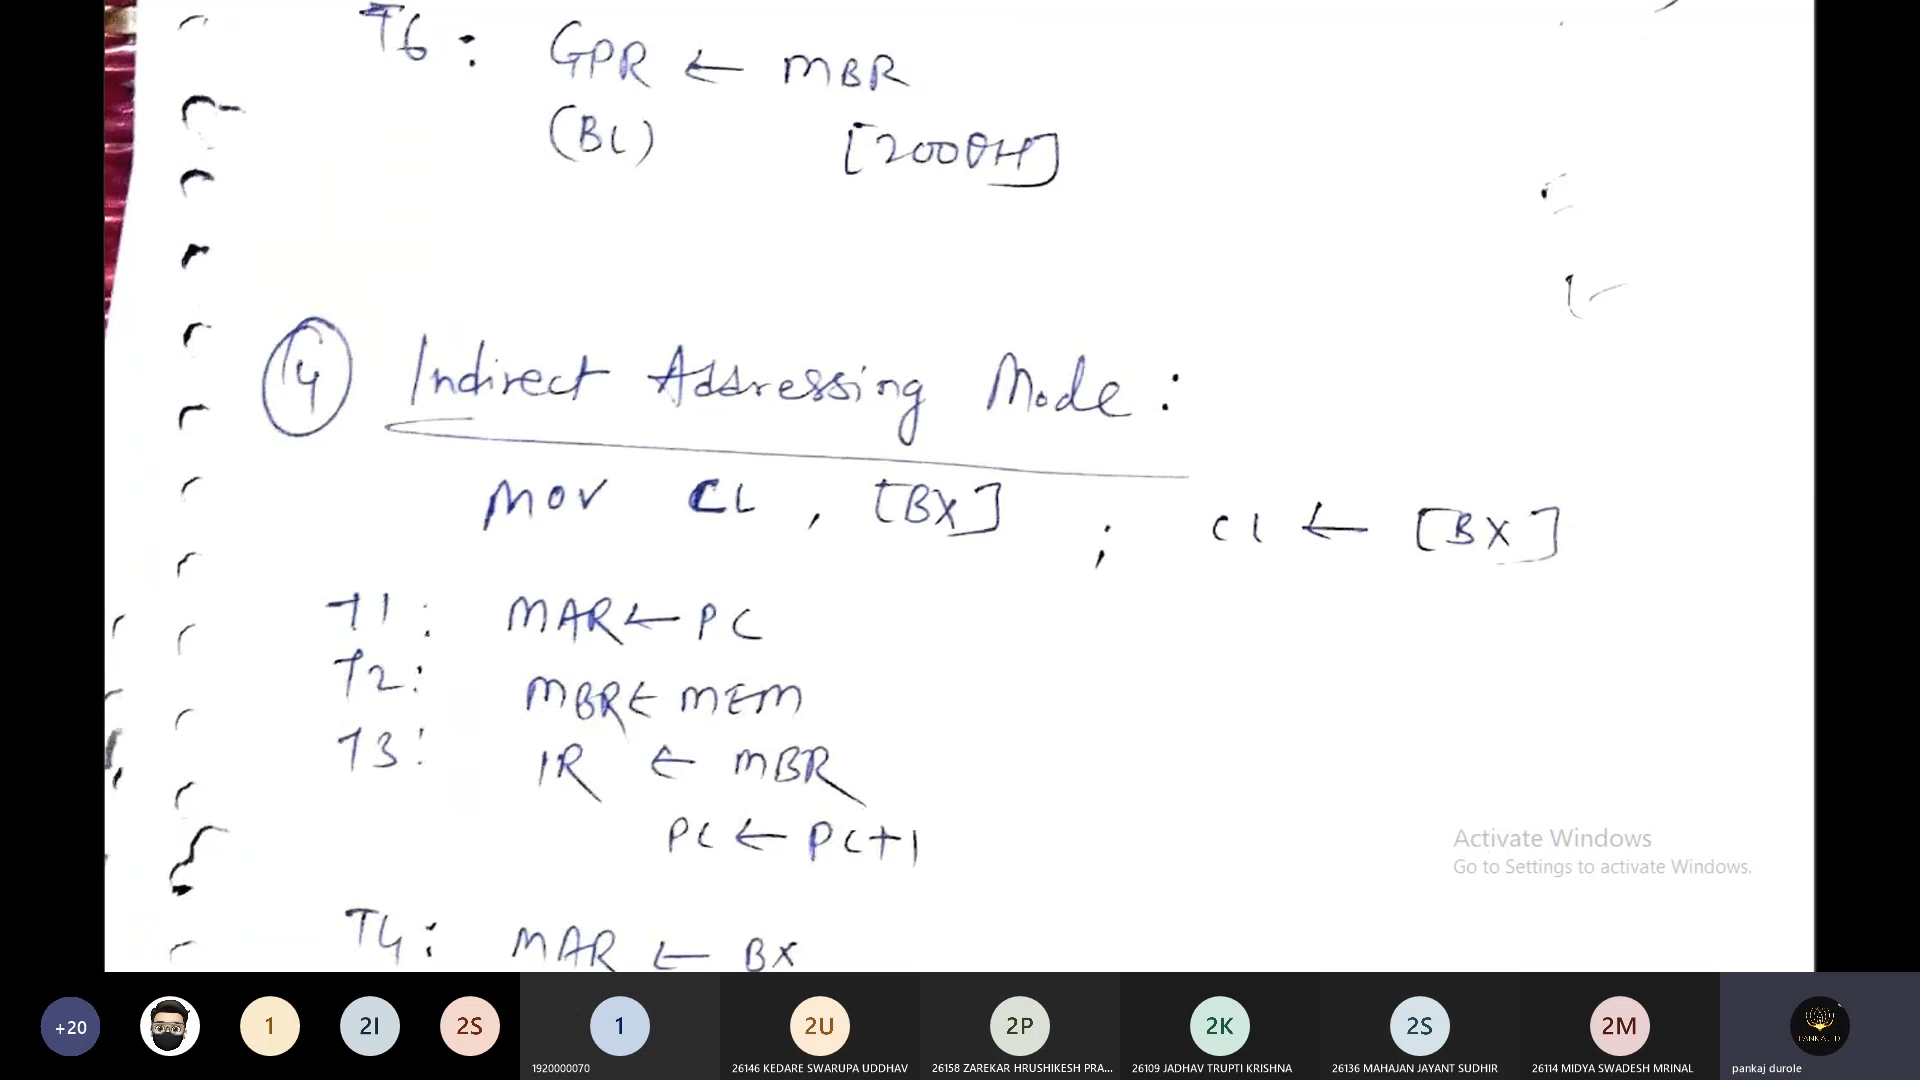 T6 : GPR ← MBR
(BL) [2000H]
4 Indirect Addressing Mode :
MOV CL , [BX] ; CL ← [BX]
T1 : MAR ← PC
T2 : MBR ← MEM
T3 : IR ← MBR
PC ← PC+1
T4 : MAR ← BX
Activate Windows
Go to Settings to activate Windows.
+20 1 2I 2S 1 2U 2P 2K 2S 2M
PANKAJ D
1920000070 26146 KEDARE SWARUPA UDDHAV 26158 ZAREKAR HRUSHIKESH PRA... 26109 JADHAV TRUPTI KRISHNA 26136 MAHAJAN JAYANT SUDHIR 26114 MIDYA SWADESH MRINAL pankaj durole